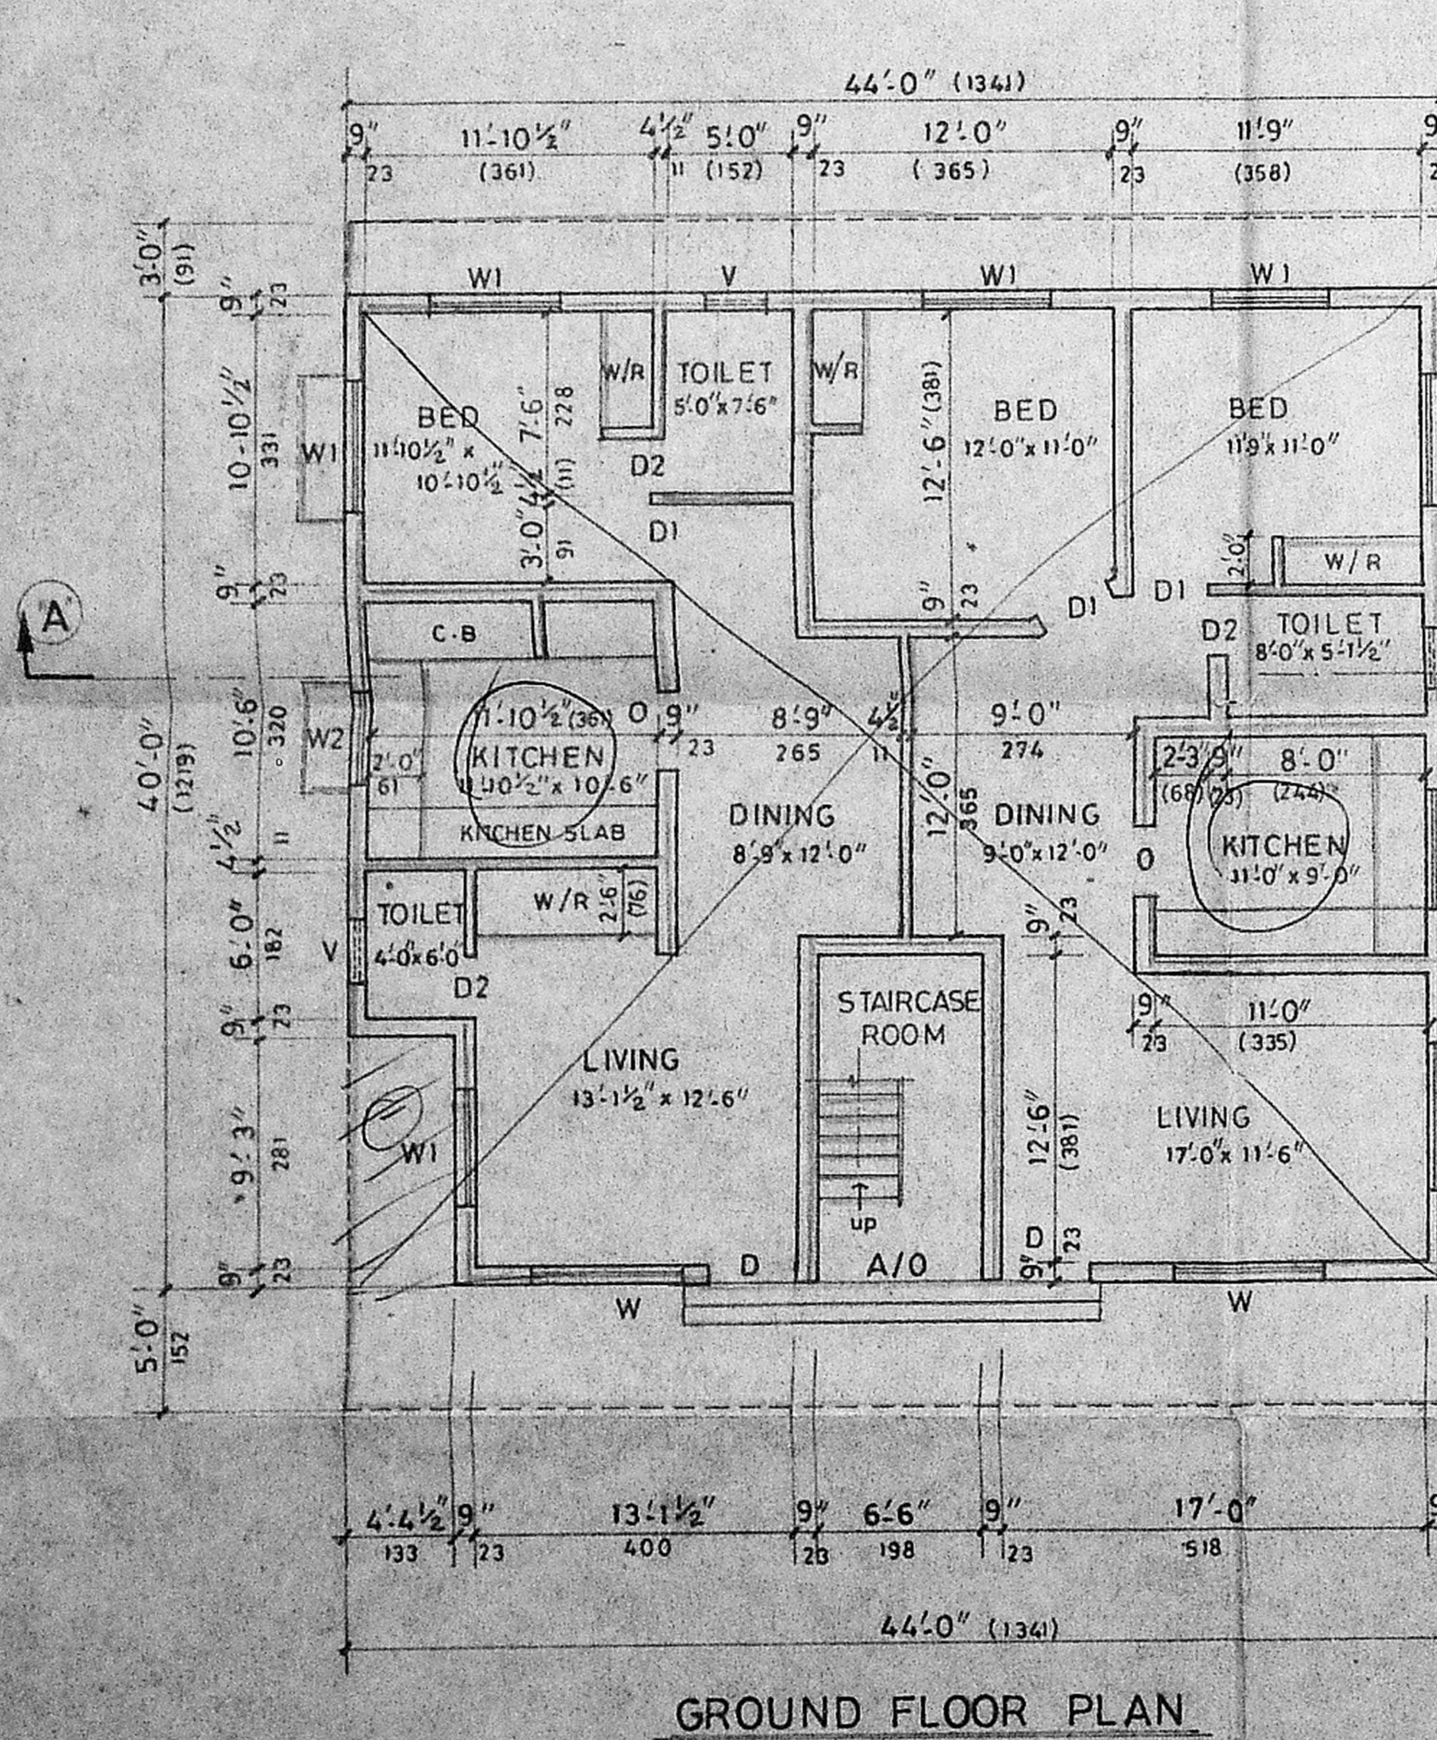 44'-0" (1341)
9" 11'-10½" 4½" 5'-0" 9" 12'-0" 9" 11'-9" 9
23 (361) 11 (152) 23 (365) 23 (358) 2
3'-0"
(91)
W1 V W1 W1
9"
23
10'-10½"
331
W1
BED
11'-10½" x
10'-10½"
7'-6"
228
4½
(11)
3'-0"
91
W/R
TOILET
5'-0"x7'-6"
D2
D1
W/R
12'-6"(381)
BED
12'-0"x11'-0"
9"
23
BED
11'9"x11'-0"
2'-0"
W/R
D1 D1
D2
TOILET
8'-0"x 5'-1½"
9"
23
A
C.B
10'-6"
320
W2
40'-0"
(1219)
11'-10½"(361) O 9" 8'-9" 4½ 9'-0"
23 265 11 274
2'-0"
61
KITCHEN
11'-10½" x 10'-6"
KITCHEN SLAB
DINING
8'-9"x12'-0"
12'-0"
365
DINING
9'-0"x12'-0"
O
2'-3" 9" 8'-0"
(68) (23) (244)
KITCHEN
11'-0" x 9'-0"
4½"
11
6'-0"
182
V
TOILET
4'-0x6'-0
W/R
2'-6"
(76)
D2
9"
23
9"
23
STAIRCASE
ROOM
9" 11'-0"
23 (335)
LIVING
13'-1½" x 12'-6"
12'-6"
(381)
LIVING
17'-0"x 11'-6"
9'-3"
281
W1
up
9"
23
D A/O D
9"
23
W W
5'-0"
152
4'-4½" 9" 13'-1½" 9" 6'-6" 9" 17'-0" 9
133 23 400 23 198 23 518
44'-0" (1341)
GROUND FLOOR PLAN